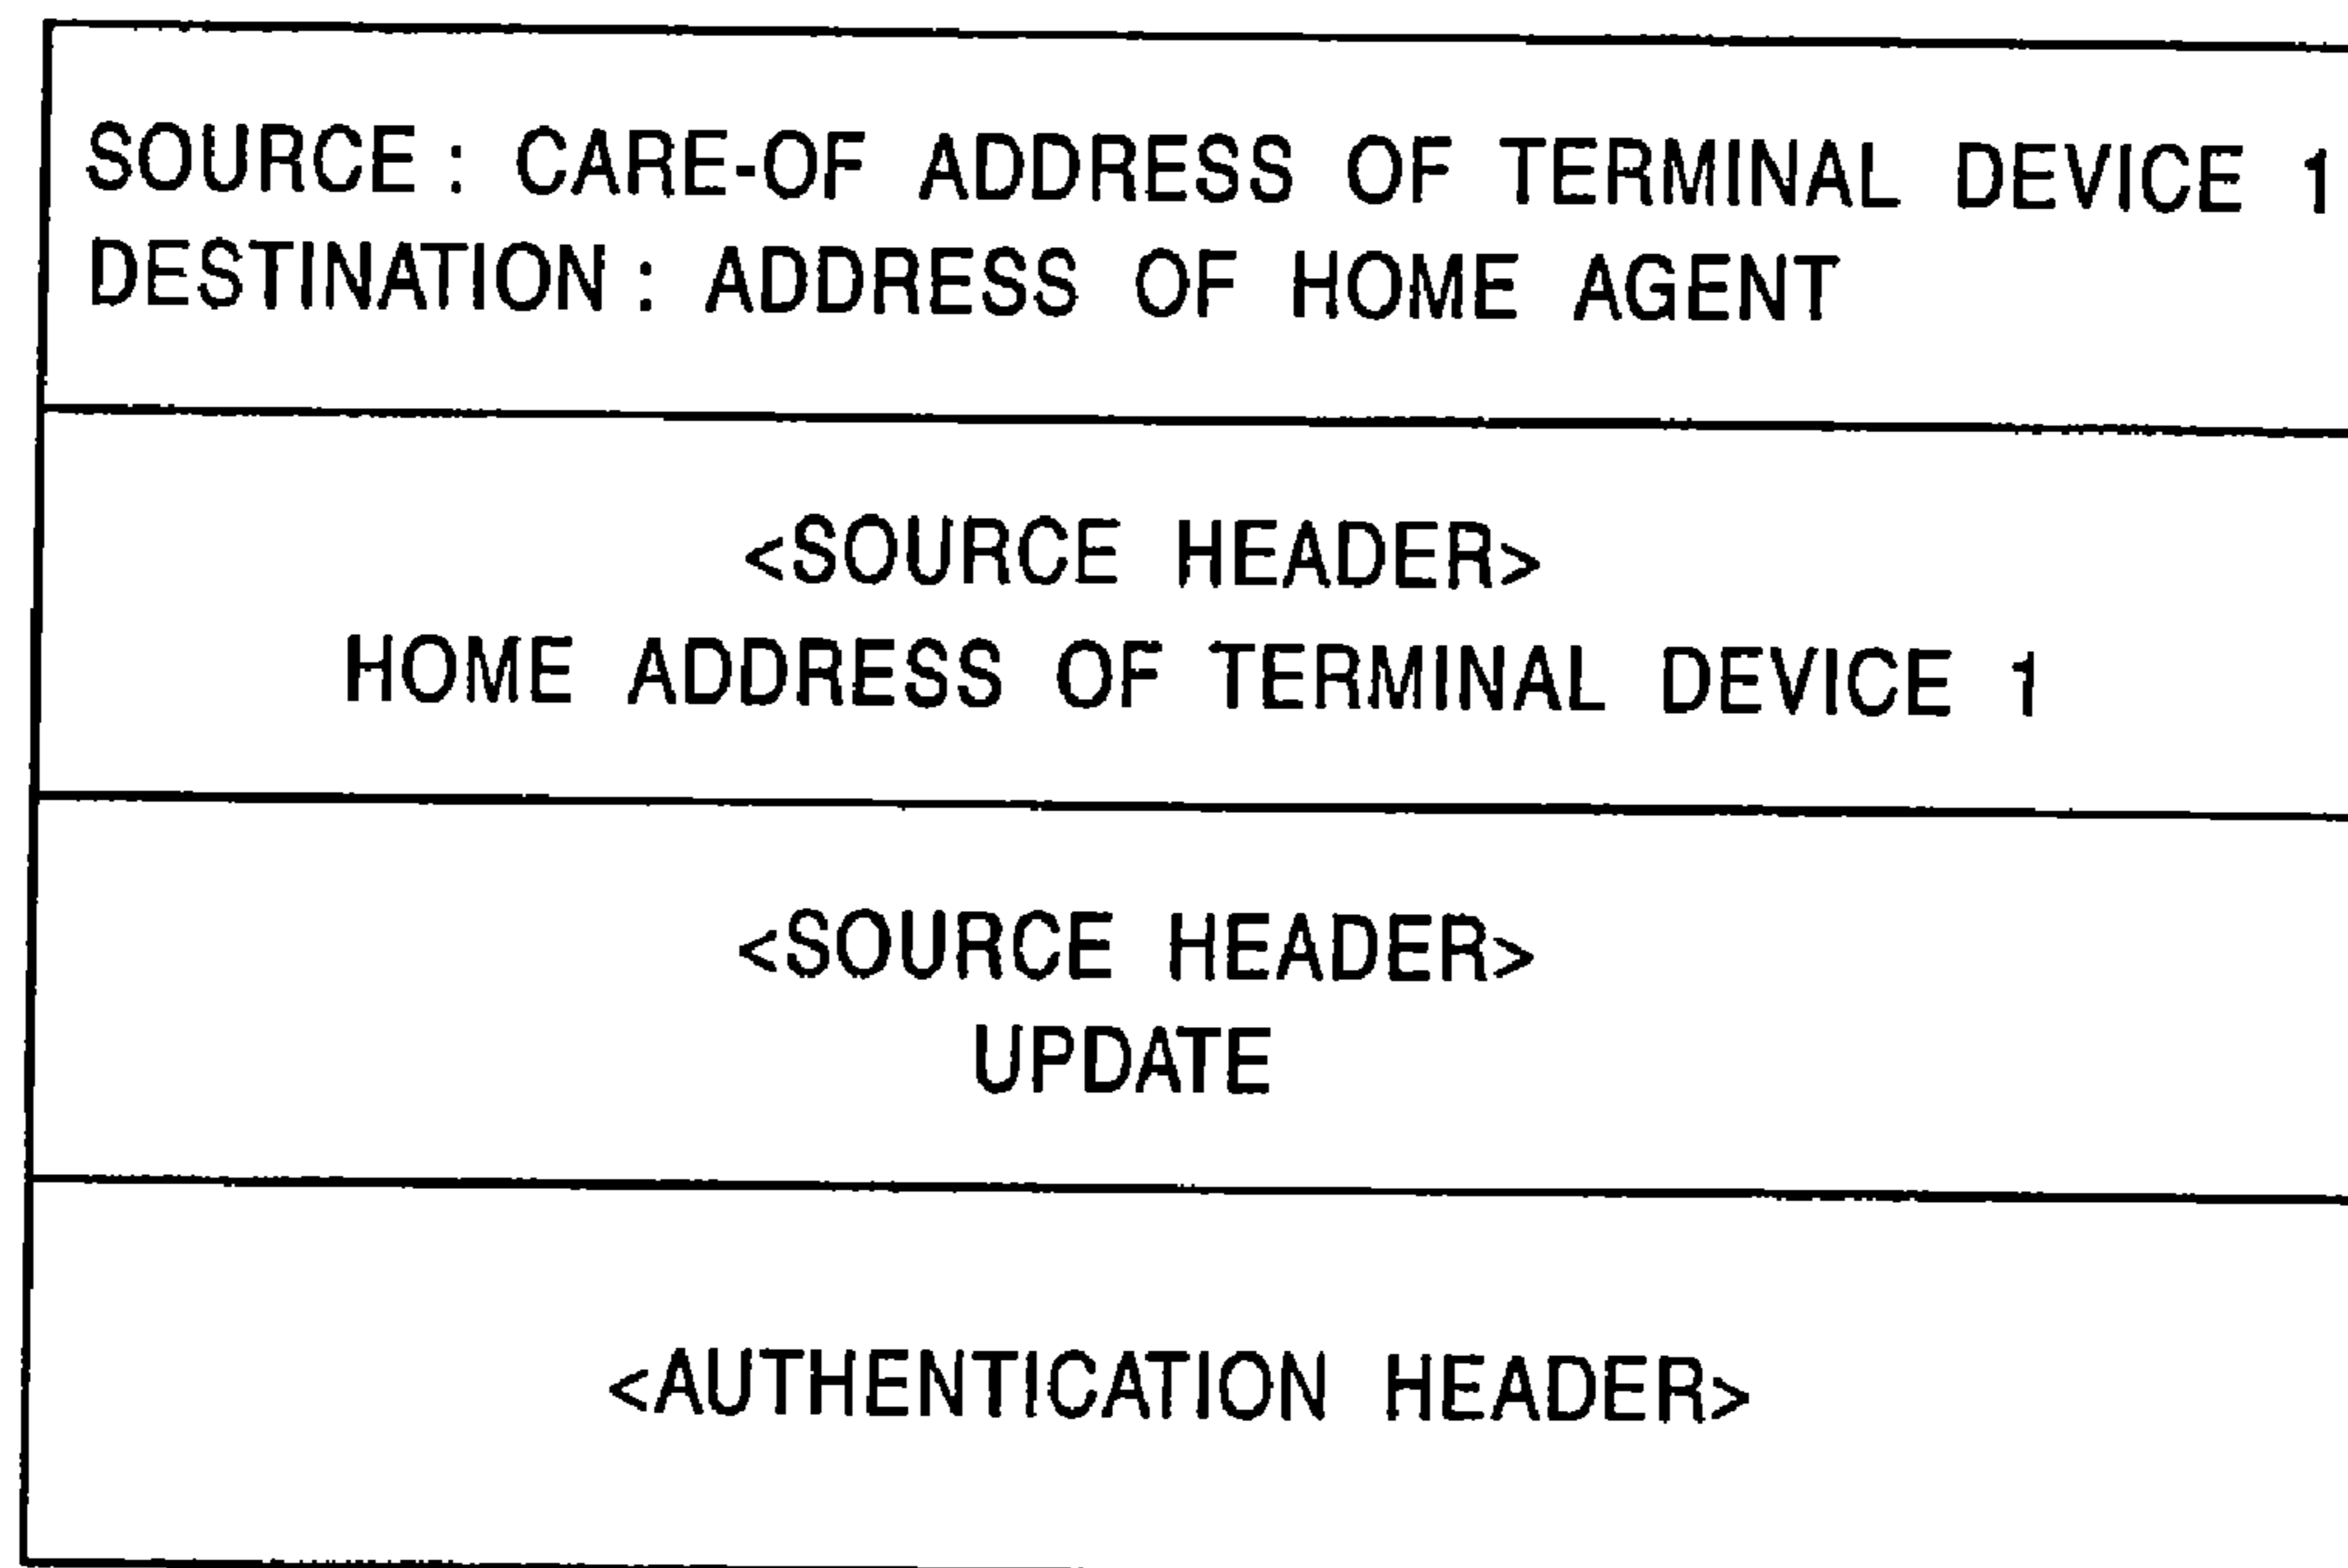 SOURCE : CARE-OF ADDRESS OF TERMINAL DEVICE 1
DESTINATION : ADDRESS OF HOME AGENT
<SOURCE HEADER>
HOME ADDRESS OF TERMINAL DEVICE 1
<SOURCE HEADER>
UPDATE
<AUTHENTICATION HEADER>